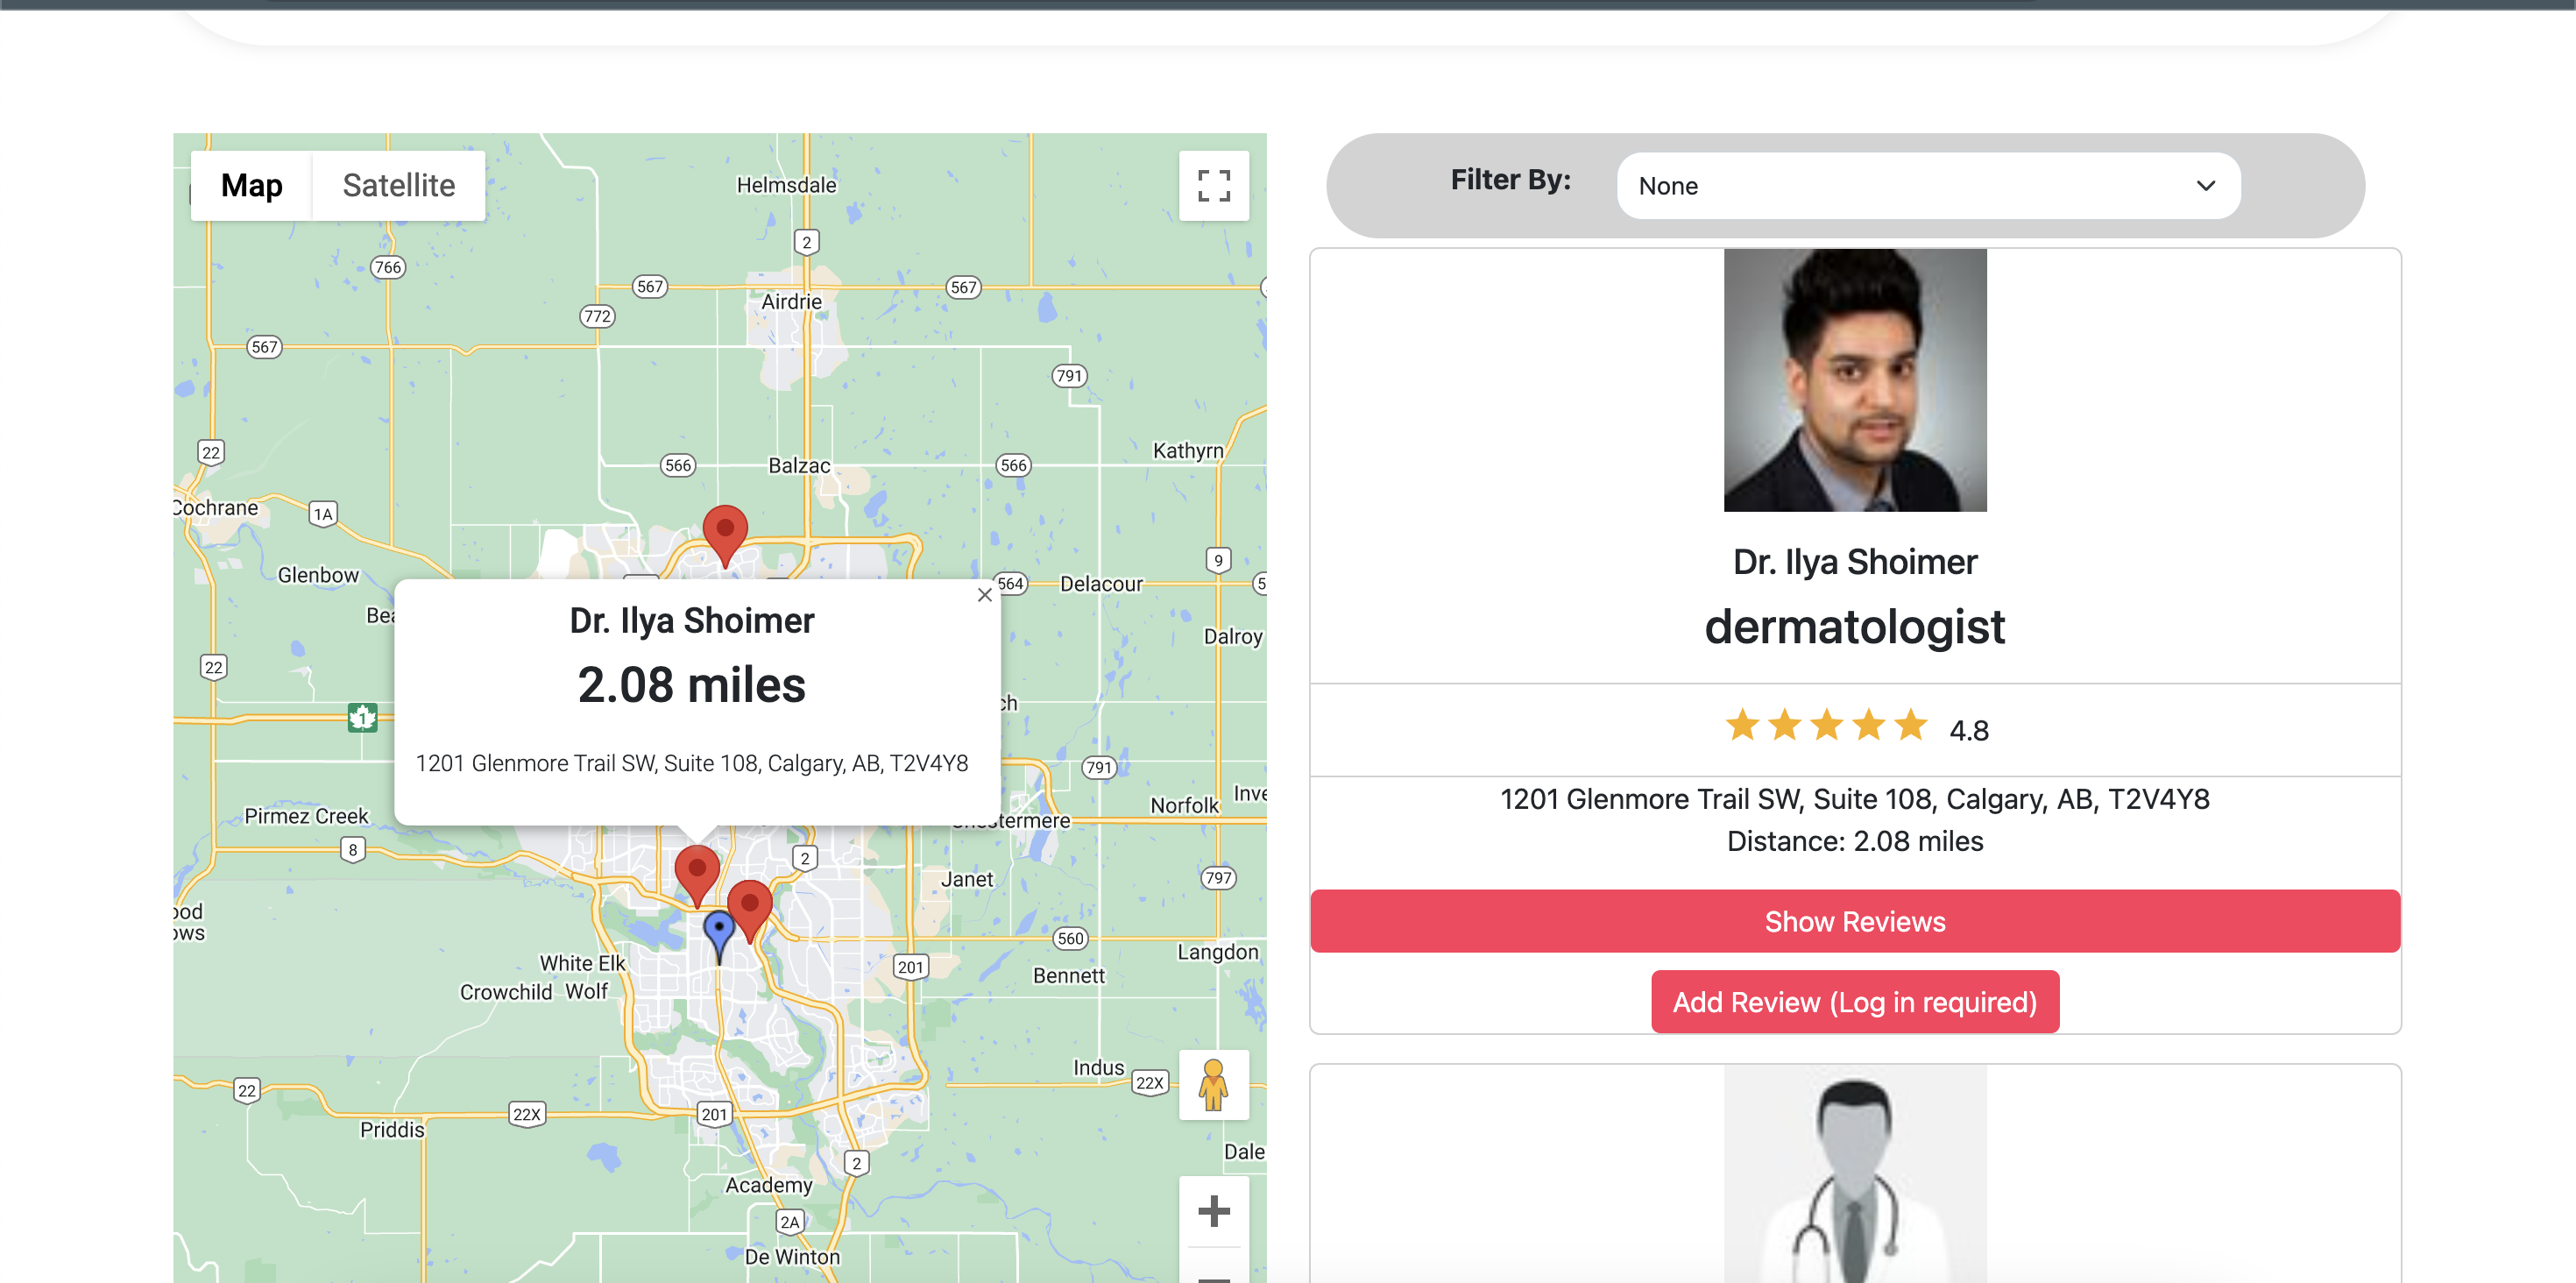 Map
Satellite
Helmsdale
2
766
567
567
Airdrie
772
567
791
Kathyrn
22
566
Balzac
566
Cochrane
1A
9
Glenbow
564
Delacour
5
Bea
Dalroy
22
1
ch
791
Norfolk
Inve
Pirmez Creek
estermere
8
2
Janet
797
ood
ows
560
Langdon
White Elk
201
Bennett
Crowchild
Wolf
Indus
22X
22
22X
201
Priddis
2
Dale
Academy
2A
De Winton
Dr. Ilya Shoimer
2.08 miles
1201 Glenmore Trail SW, Suite 108, Calgary, AB, T2V4Y8
Filter By:
None
Dr. Ilya Shoimer
dermatologist
4.8
1201 Glenmore Trail SW, Suite 108, Calgary, AB, T2V4Y8
Distance: 2.08 miles
Show Reviews
Add Review (Log in required)